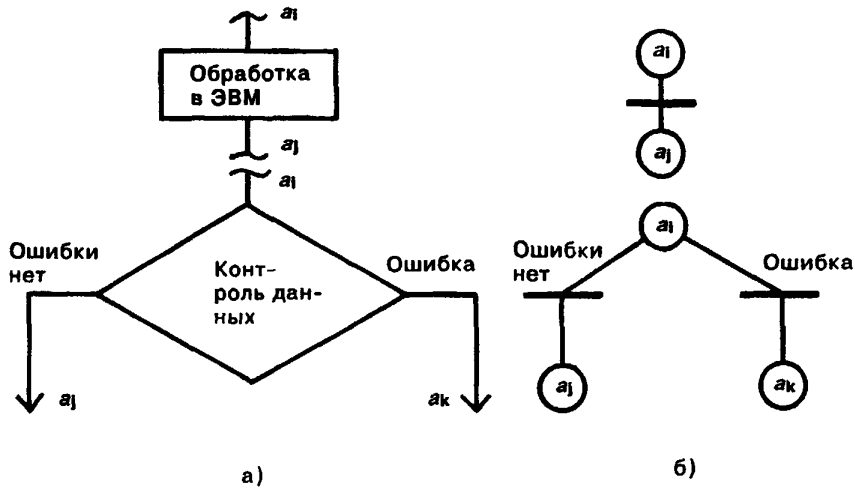 ai
Обработка
в ЭВМ
aj
ai
Ошибки
нет
Конт-
роль дан-
ных
Ошибка
aj
ak
а)
ai
aj
ai
Ошибки
нет
Ошибка
aj
ak
б)